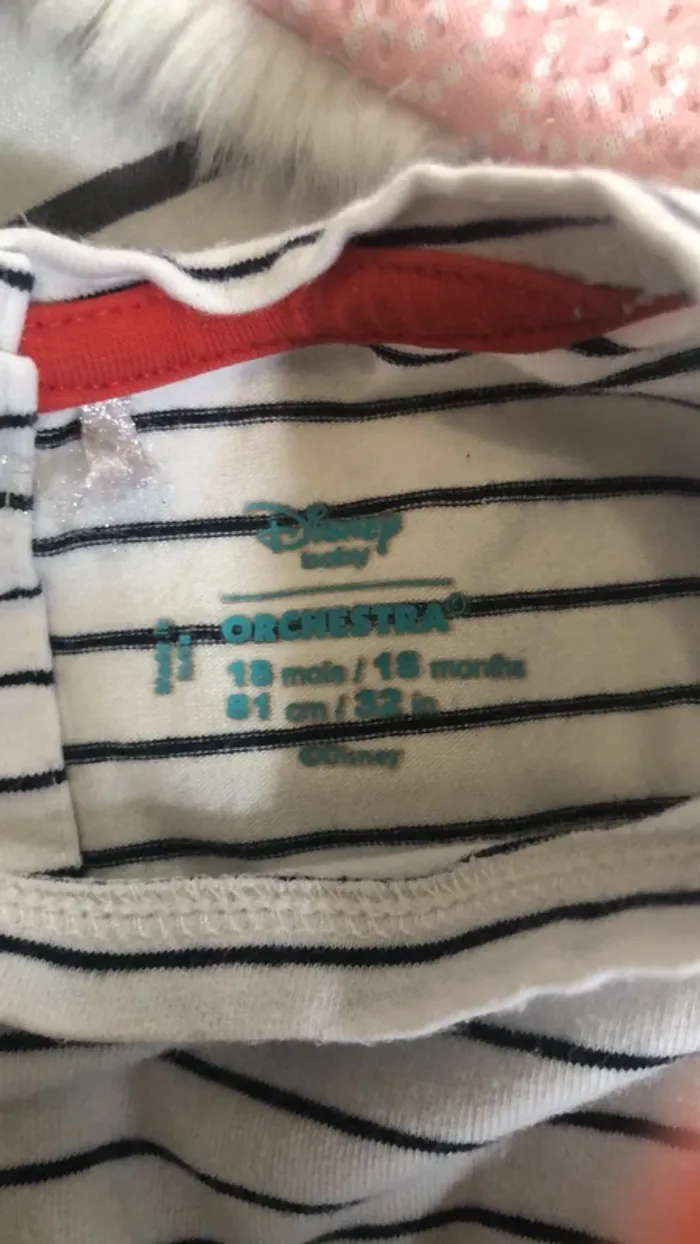 Disney
baby
ORCHESTRA®
18 mois / 18 months
81 cm / 32 in
©Disney